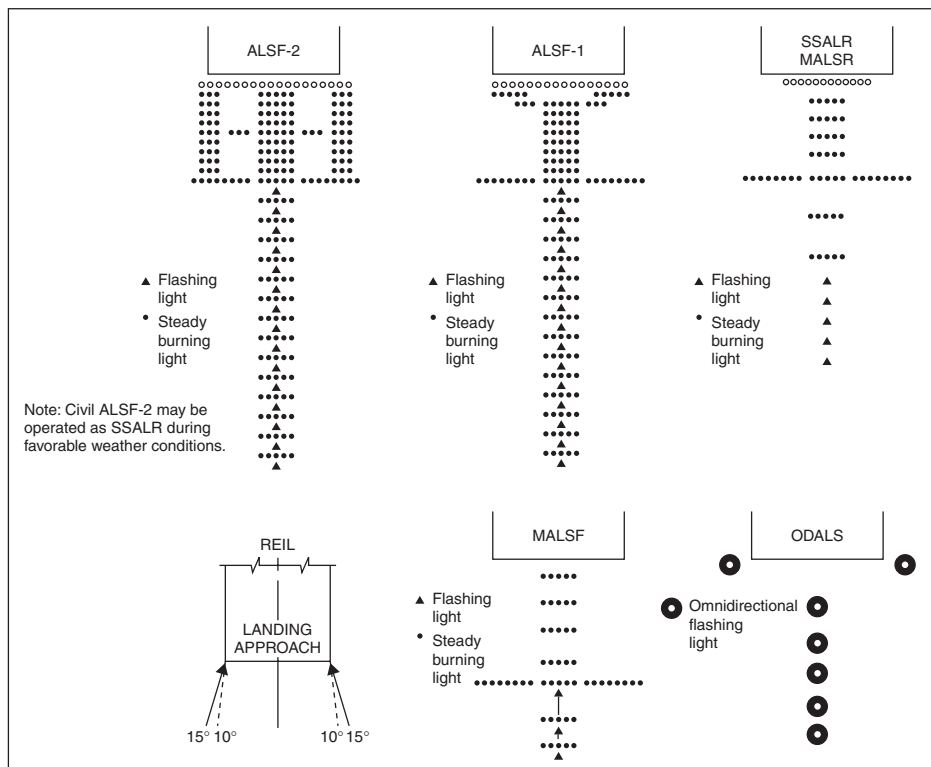 ALSF-2
ALSF-1
SSALR
MALSR
Flashing
light
Steady
burning
light
Flashing
light
Steady
burning
light
Flashing
light
Steady
burning
light
Note: Civil ALSF-2 may be
operated as SSALR during
favorable weather conditions.
REIL
LANDING
APPROACH
15° 10°
10° 15°
MALSF
Flashing
light
Steady
burning
light
ODALS
Omnidirectional
flashing
light